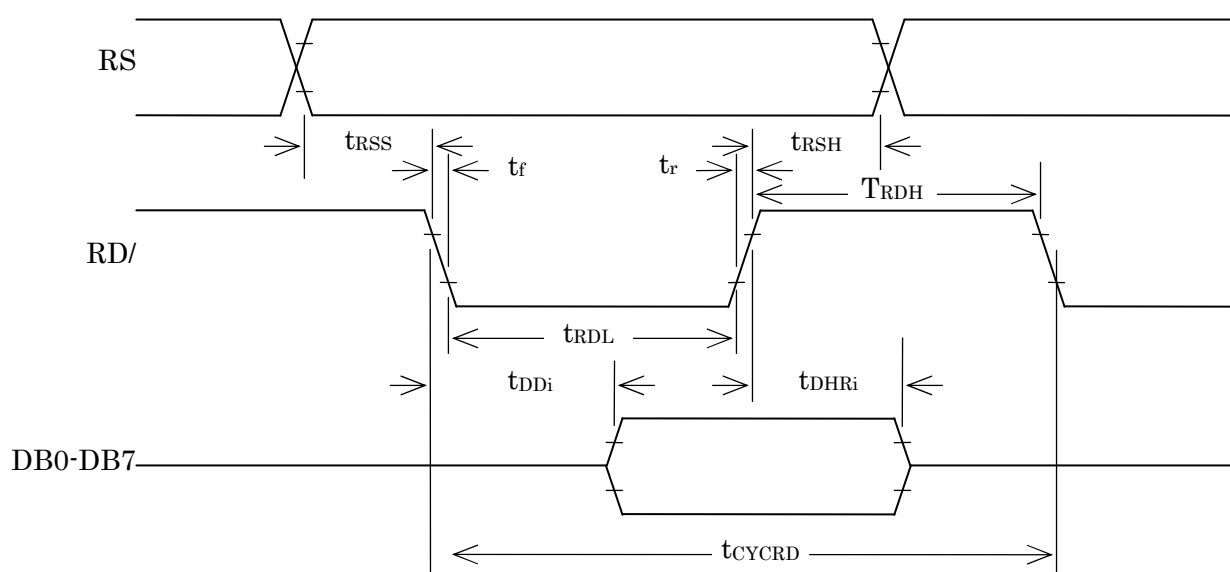 RS
tRSS
tRSH
tf
tr
TRDH
RD/
tRDL
tDDi
tDHRi
DB0-DB7
tCYCRD